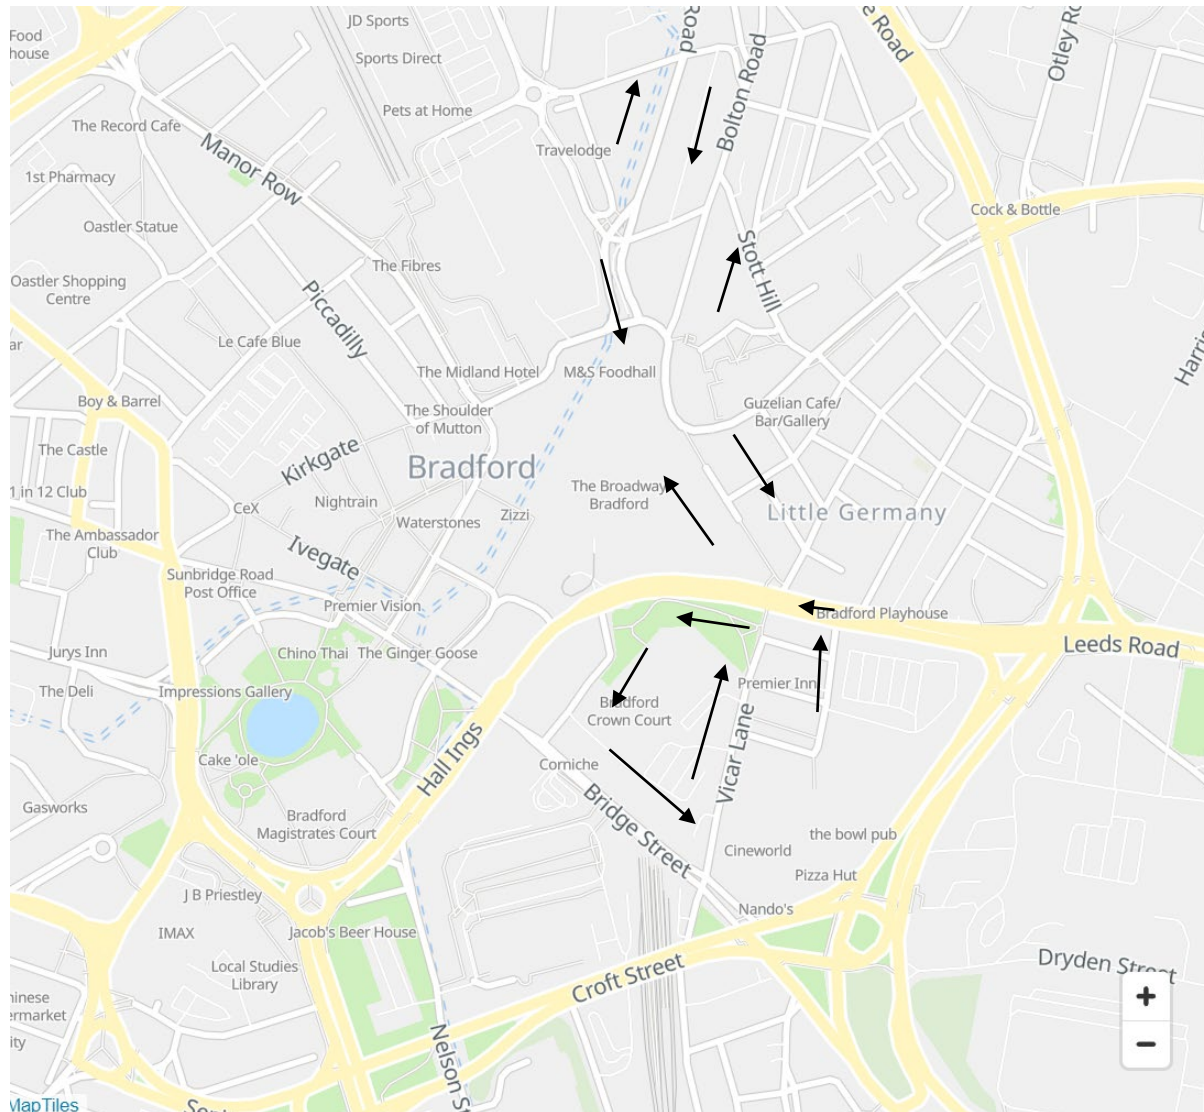 JD Sports
Food
house
Sports Direct
Road
e Road
Otley Ro
Bolton Road
Pets at Home
The Record Cafe
Travelodge
Manor Row
1st Pharmacy
Cock & Bottle
Oastler Statue
Stott Hill
The Fibres
Oastler Shopping
Centre
Piccadilly
ar
Le Cafe Blue
Harris
The Midland Hotel
M&S Foodhall
Boy & Barrel
The Shoulder
of Mutton
Guzelian Cafe/
Bar/Gallery
The Castle
Kirkgate
Bradford
1 in 12 Club
Nightrain
CeX
Waterstones
Zizzi
The Broadway
Bradford
Little Germany
The Ambassador
Club
Ivegate
Sunbridge Road
Post Office
Premier Vision
Bradford Playhouse
Jurys Inn
Chino Thai
The Ginger Goose
Leeds Road
The Deli
Impressions Gallery
Premier Inn
Bradford
Crown Court
Vicar Lane
Cake 'ole
Hall Ings
Corniche
Gasworks
Bradford
Magistrates Court
Bridge Street
the bowl pub
Cineworld
Pizza Hut
J B Priestley
Nando's
IMAX
Jacob's Beer House
Local Studies
Library
Croft Street
Dryden Street
hinese
ermarket
ity
Nelson St
+
−
MapTiles